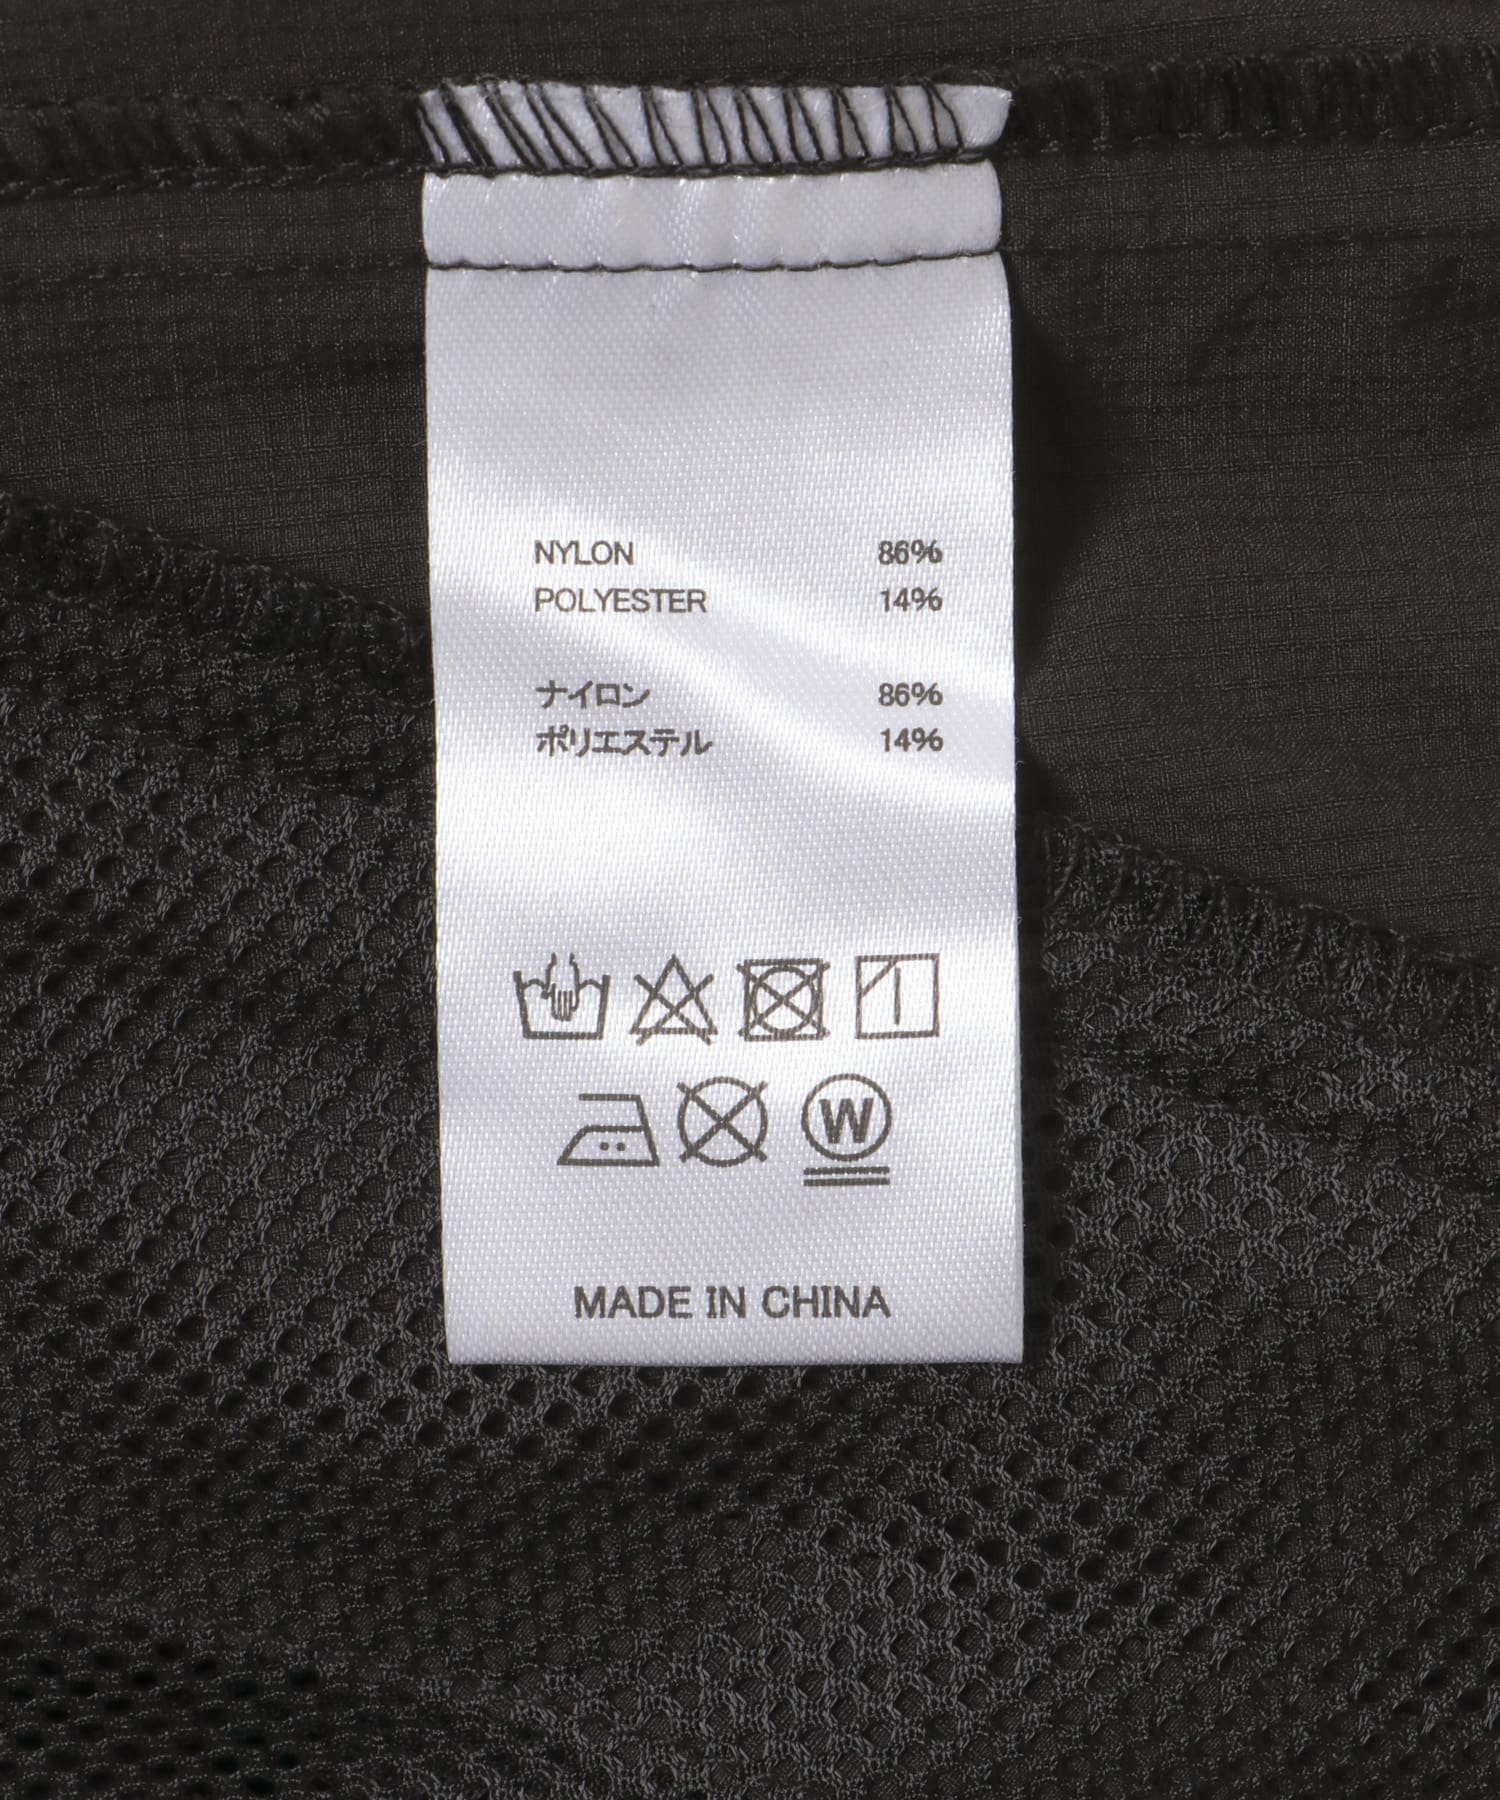 NYLON 86%
POLYESTER 14%
ナイロン 86%
ポリエステル 14%
W
MADE IN CHINA